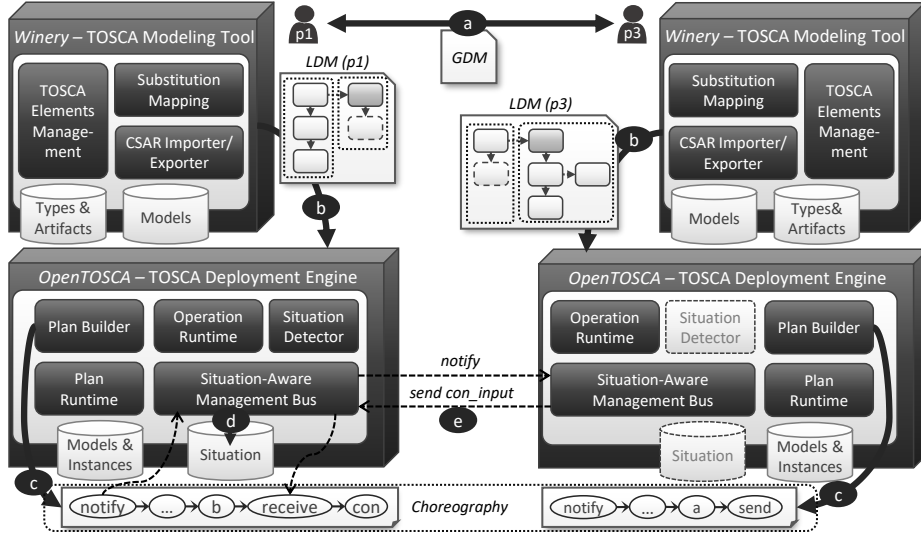 p1
a
p3
GDM
Winery – TOSCA Modeling Tool
TOSCA
Elements
Manage-
ment
Substitution
Mapping
CSAR Importer/
Exporter
Types &
Artifacts
Models
LDM (p1)
b
LDM (p3)
b
Winery – TOSCA Modeling Tool
Substitution
Mapping
CSAR Importer/
Exporter
TOSCA
Elements
Manage-
ment
Models
Types&
Artifacts
OpenTOSCA – TOSCA Deployment Engine
Plan Builder
Operation
Runtime
Situation
Detector
Plan
Runtime
Situation-Aware
Management Bus
d
Models &
Instances
Situation
notify
send con_input
e
OpenTOSCA – TOSCA Deployment Engine
Operation
Runtime
Situation
Detector
Plan Builder
Situation-Aware
Management Bus
Plan
Runtime
Situation
Models &
Instances
c
notify
...
b
receive
con
Choreography
notify
...
a
send
c